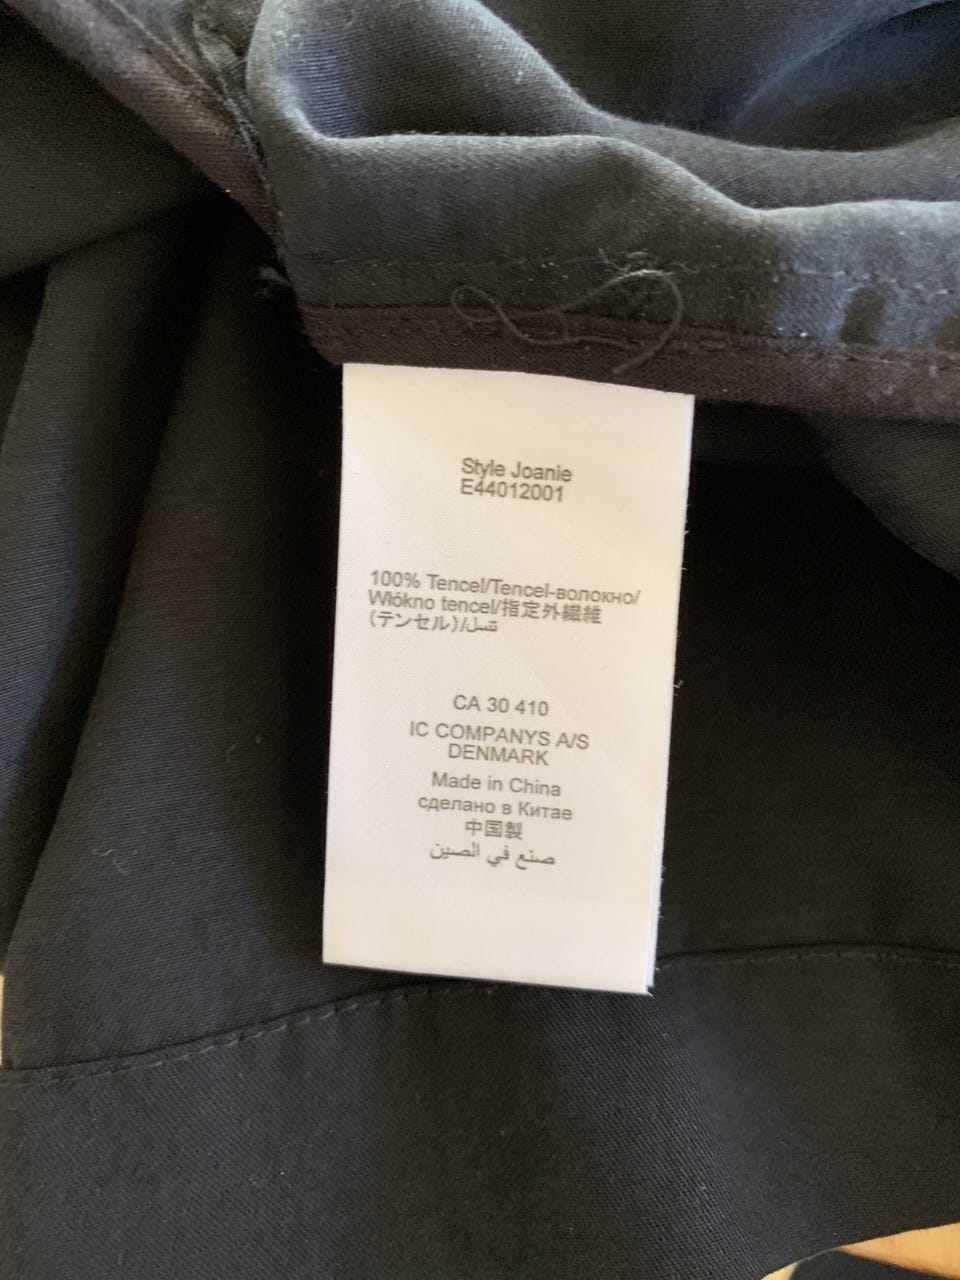 Style Joanie
E44012001
100% Tencel/Tencel-волокно/
Włókno tencel/指定外繊維
(テンセル)/تنسل
CA 30 410
IC COMPANYS A/S
DENMARK
Made in China
сделано в Китае
中国製
صنع في الصين